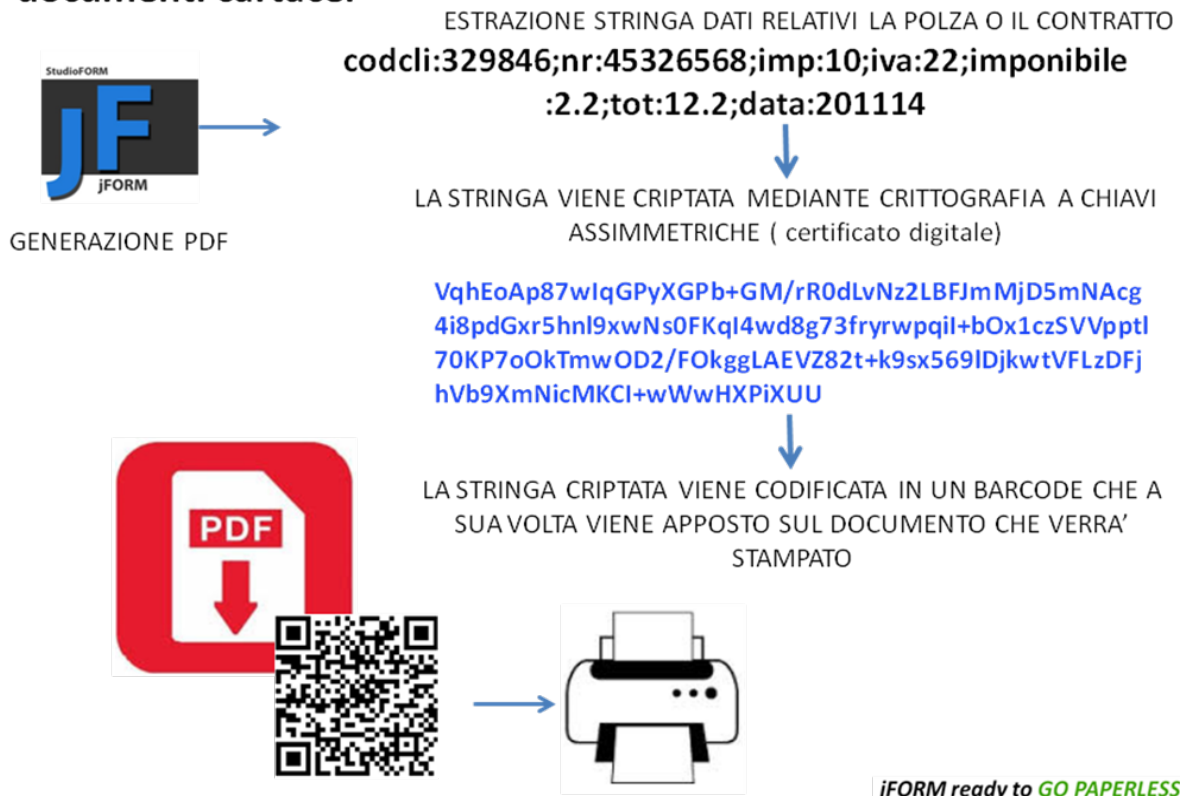 documenti cartacei
ESTRAZIONE STRINGA DATI RELATIVI LA POLZA O IL CONTRATTO
codcli:329846;nr:45326568;imp:10;iva:22;imponibile
:2.2;tot:12.2;data:201114
StudioFORM
JF
jFORM
GENERAZIONE PDF
LA STRINGA VIENE CRIPTATA MEDIANTE CRITTOGRAFIA A CHIAVI
ASSIMMETRICHE ( certificato digitale)
VqhEoAp87wIqGPyXGPb+GM/rR0dLvNz2LBFJmMjD5mNAcg
4i8pdGxr5hnl9xwNs0FKqI4wd8g73fryrwpqiI+bOx1czSVVpptl
70KP7oOkTmwOD2/FOkggLAEVZ82t+k9sx569lDjkwtVFLzDFj
hVb9XmNicMKCI+wWwHXPiXUU
LA STRINGA CRIPTATA VIENE CODIFICATA IN UN BARCODE CHE A
SUA VOLTA VIENE APPOSTO SUL DOCUMENTO CHE VERRA'
STAMPATO
PDF
jFORM ready to GO PAPERLESS